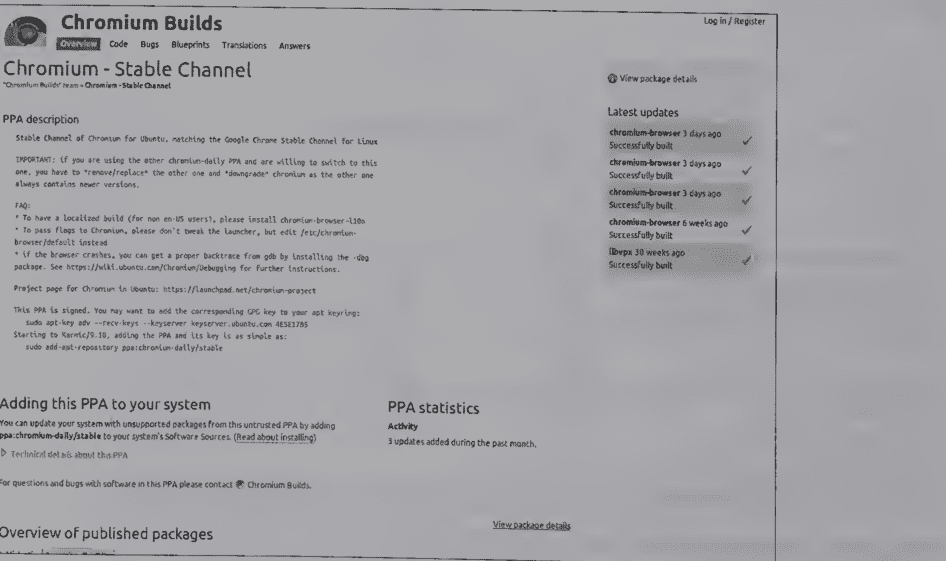 Chromium Builds
Log in / Register
Overview Code Bugs Blueprints Translations Answers
Chromium - Stable Channel
"Chromium Builds" team » Chromium - Stable Channel
View package details
PPA description
Stable Channel of Chromium for Ubuntu, matching the Google Chrome Stable Channel for Linux
IMPORTANT: if you are using the other chromium-daily PPA and are willing to switch to this
one, you have to *remove/replace* the other one and *downgrade* chromium as the other one
always contains newer versions.
FAQ:
* To have a localized build (for non en-US users), please install chromium-browser-l10n
* To pass flags to Chromium, please don't tweak the launcher, but edit /etc/chromium-
browser/default instead
* if the browser crashes, you can get a proper backtrace from gdb by installing the -dbg
package. See https://wiki.ubuntu.com/Chromium/Debugging for further instructions.
Project page for Chromium in Ubuntu: https://launchpad.net/chromium-project
This PPA is signed. You may want to add the corresponding GPG key to your apt keyring:
sudo apt-key adv --recv-keys --keyserver keyserver.ubuntu.com 4E5E17B5
Starting to Karmic/9.10, adding the PPA and its key is as simple as:
sudo add-apt-repository ppa:chromium-daily/stable
Latest updates
chromium-browser 3 days ago
Successfully built
chromium-browser 3 days ago
Successfully built
chromium-browser 3 days ago
Successfully built
chromium-browser 6 weeks ago
Successfully built
libvpx 30 weeks ago
Successfully built
Adding this PPA to your system
You can update your system with unsupported packages from this untrusted PPA by adding
ppa:chromium-daily/stable to your system's Software Sources. (Read about installing)
Technical details about this PPA
For questions and bugs with software in this PPA please contact Chromium Builds.
PPA statistics
Activity
3 updates added during the past month.
View package details
Overview of published packages